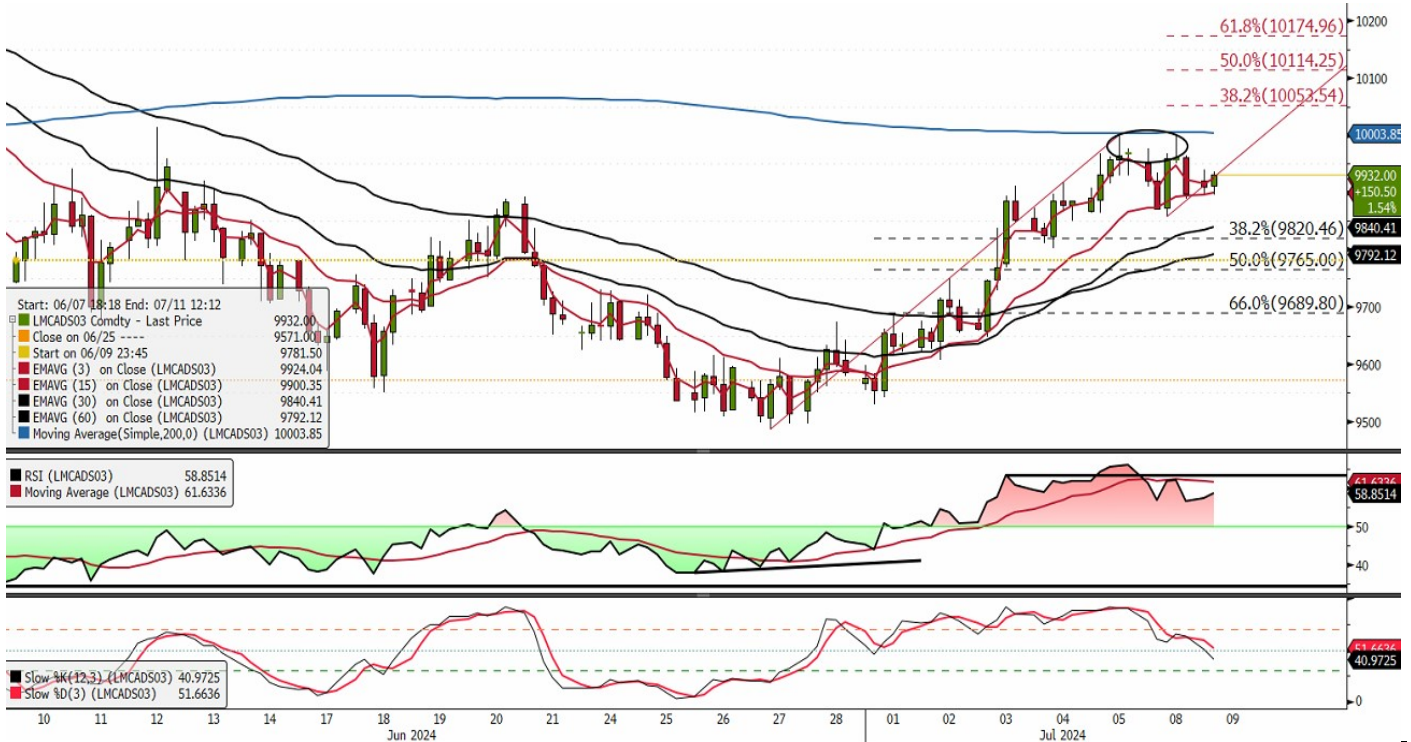 10200
61.8%(10174.96)
50.0%(10114.25)
10100
38.2%(10053.54)
10003.85
9932.00
+150.50
1.54%
38.2%(9820.46)
9840.41
50.0%(9765.00)
9792.12
66.0%(9689.80)
9700
9600
9500
Start: 06/07 18:18 End: 07/11 12:12
LMCADS03 Comdty - Last Price 9932.00
Close on 06/25 ---- 9571.00
Start on 06/09 23:45 9781.50
EMAVG (3) on Close (LMCADS03) 9924.04
EMAVG (15) on Close (LMCADS03) 9900.35
EMAVG (30) on Close (LMCADS03) 9840.41
EMAVG (60) on Close (LMCADS03) 9792.12
Moving Average(Simple,200,0) (LMCADS03) 10003.85
RSI (LMCADS03) 58.8514
Moving Average (LMCADS03) 61.6336
61.6336
58.8514
50
40
Slow %K(12,3) (LMCADS03) 40.9725
Slow %D(3) (LMCADS03) 51.6636
51.6636
40.9725
0
10 11 12 13 14 17 18 19 20 21 24 25 26 27 28 01 02 03 04 05 08 09
Jun 2024 Jul 2024